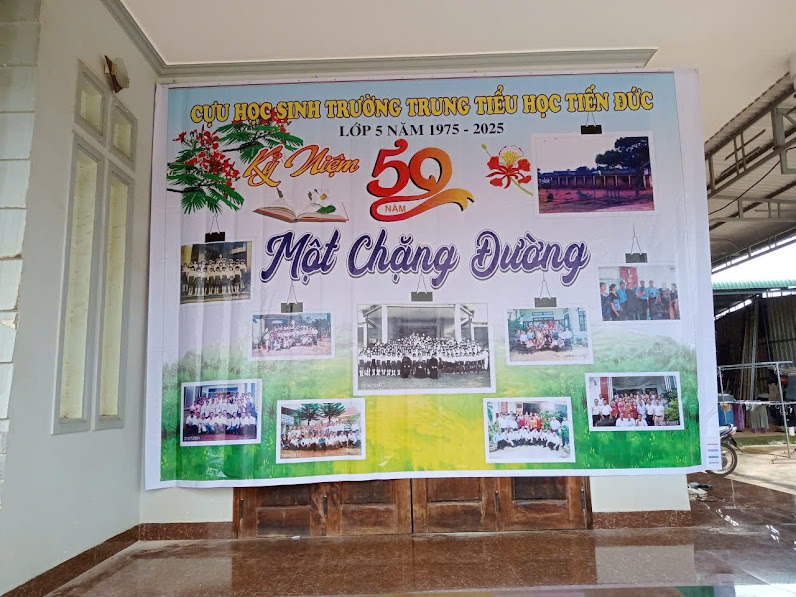 CỰU HỌC SINH TRƯỜNG TRUNG TIỂU HỌC TIẾN ĐỨC
LỚP 5 NĂM 1975 - 2025
Kỷ Niệm
50
NĂM
Một Chặng Đường